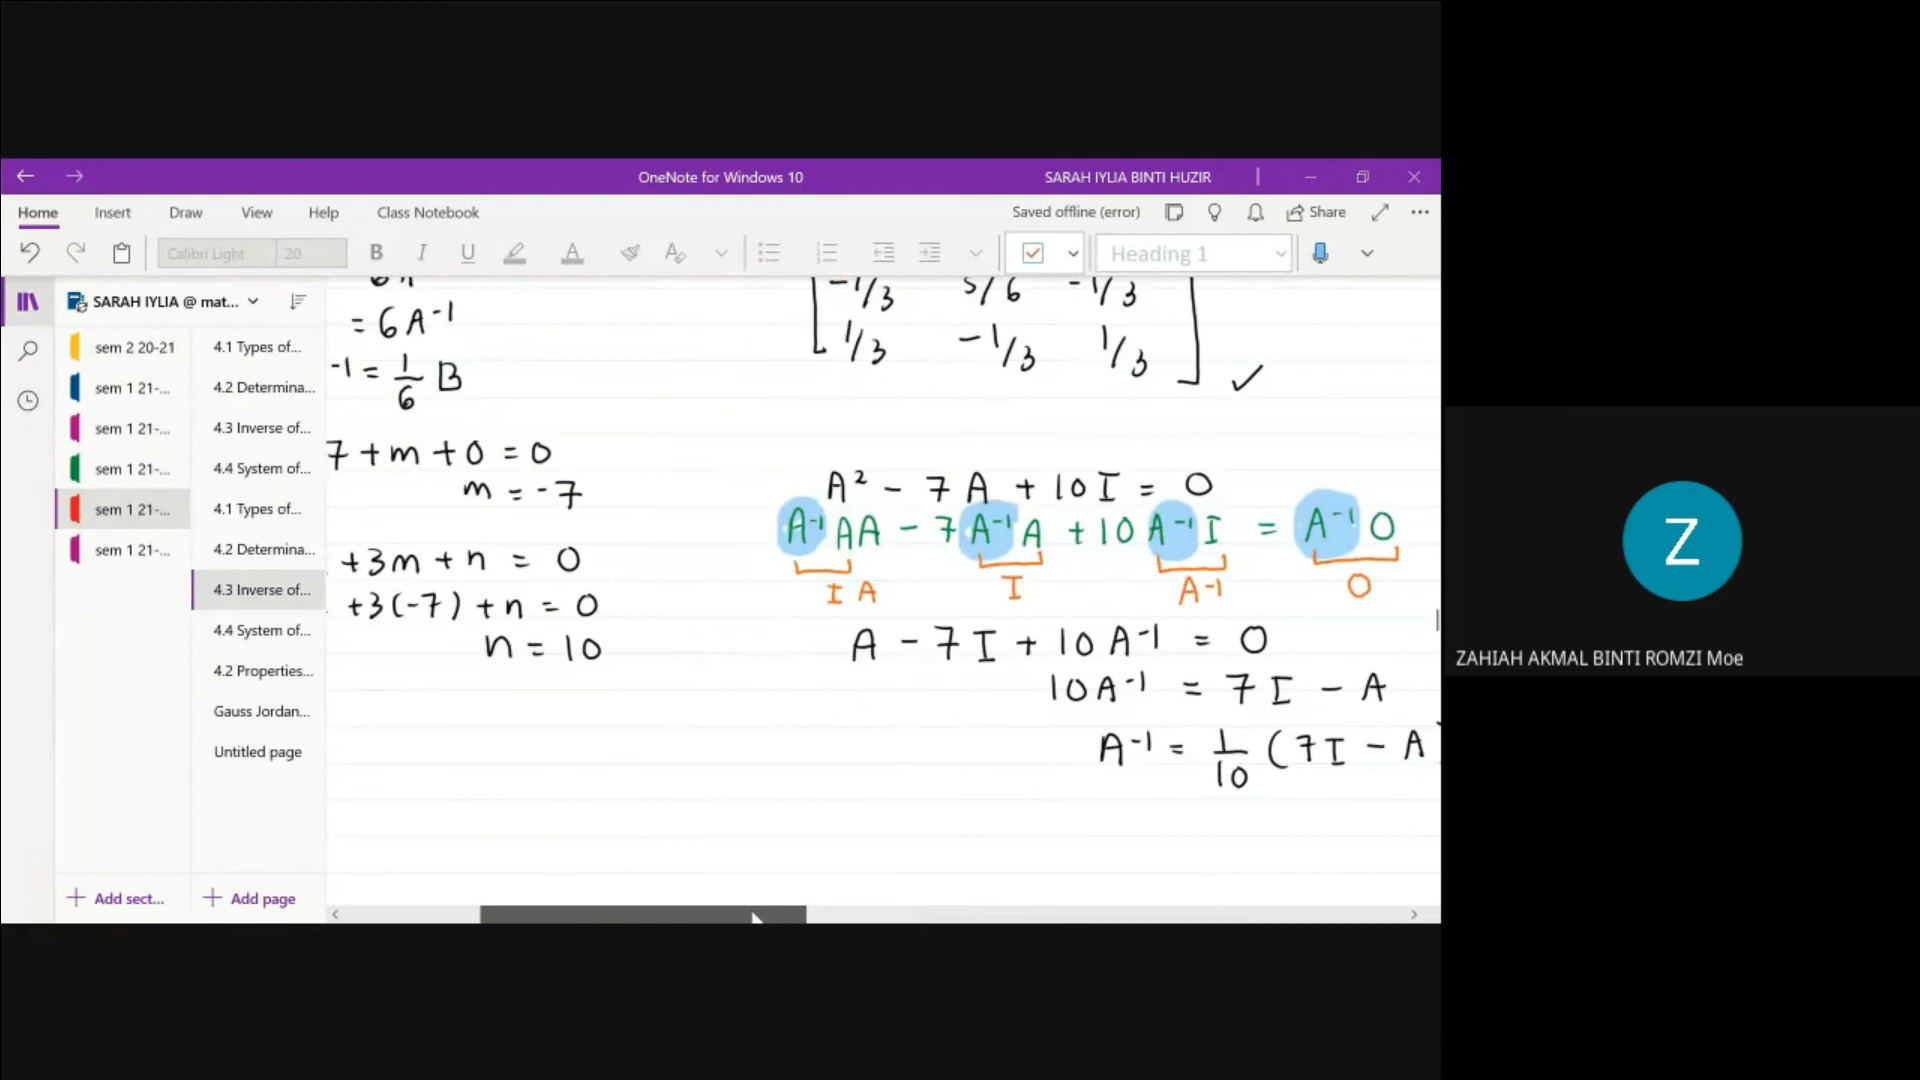 OneNote for Windows 10
SARAH IYLIA BINTI HUZIR
Home Insert Draw View Help Class Notebook
Saved offline (error) Share
Calibri Light 20 B I U A A Heading 1
SARAH IYLIA @ mat...
sem 2 20-21
sem 1 21-...
sem 1 21-...
sem 1 21-...
sem 1 21-...
sem 1 21-...
4.1 Types of...
4.2 Determina...
4.3 Inverse of...
4.4 System of...
4.1 Types of...
4.2 Determina...
4.3 Inverse of...
4.4 System of...
4.2 Properties...
Gauss Jordan...
Untitled page
Add sect...
Add page
= 6A⁻¹
⁻¹ = 1/6 B
7 + m + 0 = 0
m = -7
+3m + n = 0
+3(-7) + n = 0
n = 10
-1/3 5/6 -1/3
1/3 -1/3 1/3 ✓
A² - 7A + 10I = 0
A⁻¹AA - 7A⁻¹A + 10A⁻¹I = A⁻¹0
IA I A⁻¹ 0
A - 7I + 10A⁻¹ = 0
10A⁻¹ = 7I - A
A⁻¹ = 1/10 (7I - A
Z
ZAHIAH AKMAL BINTI ROMZI Moe